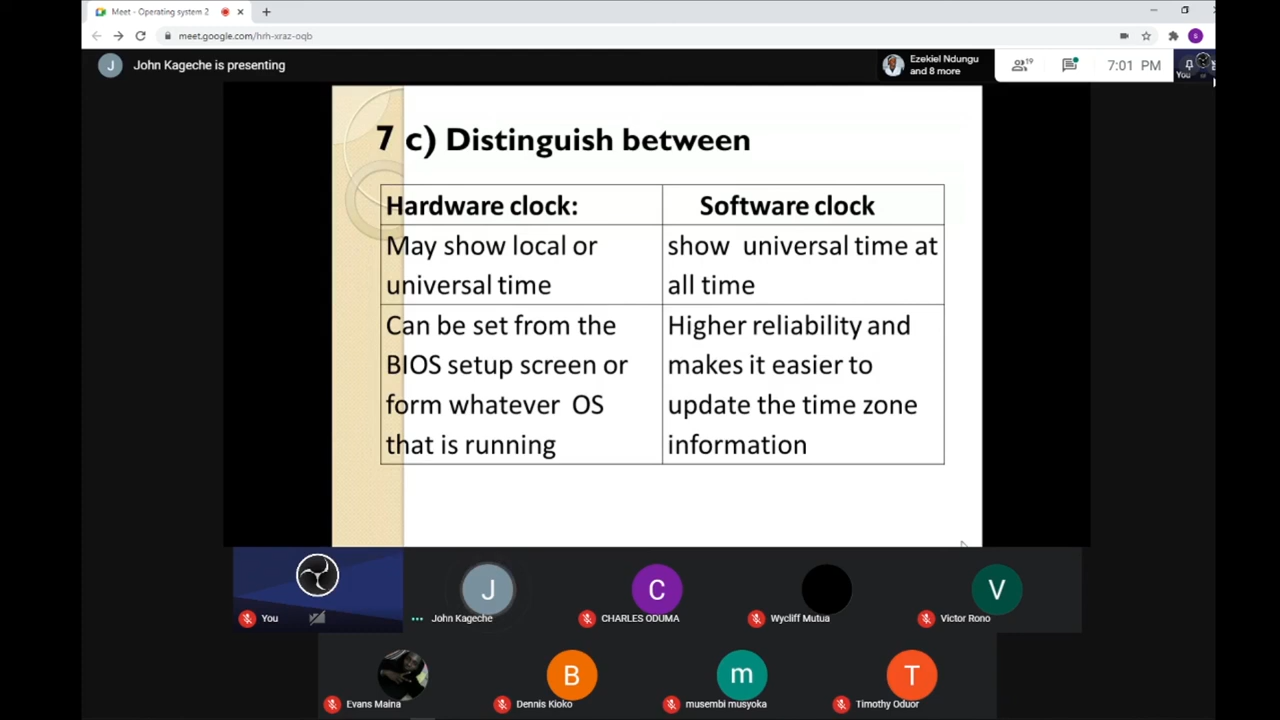 Meet - Operating system 2
meet.google.com/hrh-xraz-oqb
J
John Kageche is presenting
Ezekiel Ndungu
and 8 more
19
7:01 PM
You
S
7 c) Distinguish between
Hardware clock:
Software clock
May show local or
universal time
show universal time at
all time
Can be set from the
BIOS setup screen or
form whatever OS
that is running
Higher reliability and
makes it easier to
update the time zone
information
You
J
John Kageche
C
CHARLES ODUMA
Wycliff Mutua
V
Victor Rono
Evans Maina
B
Dennis Kioko
m
musembi musyoka
T
Timothy Oduor